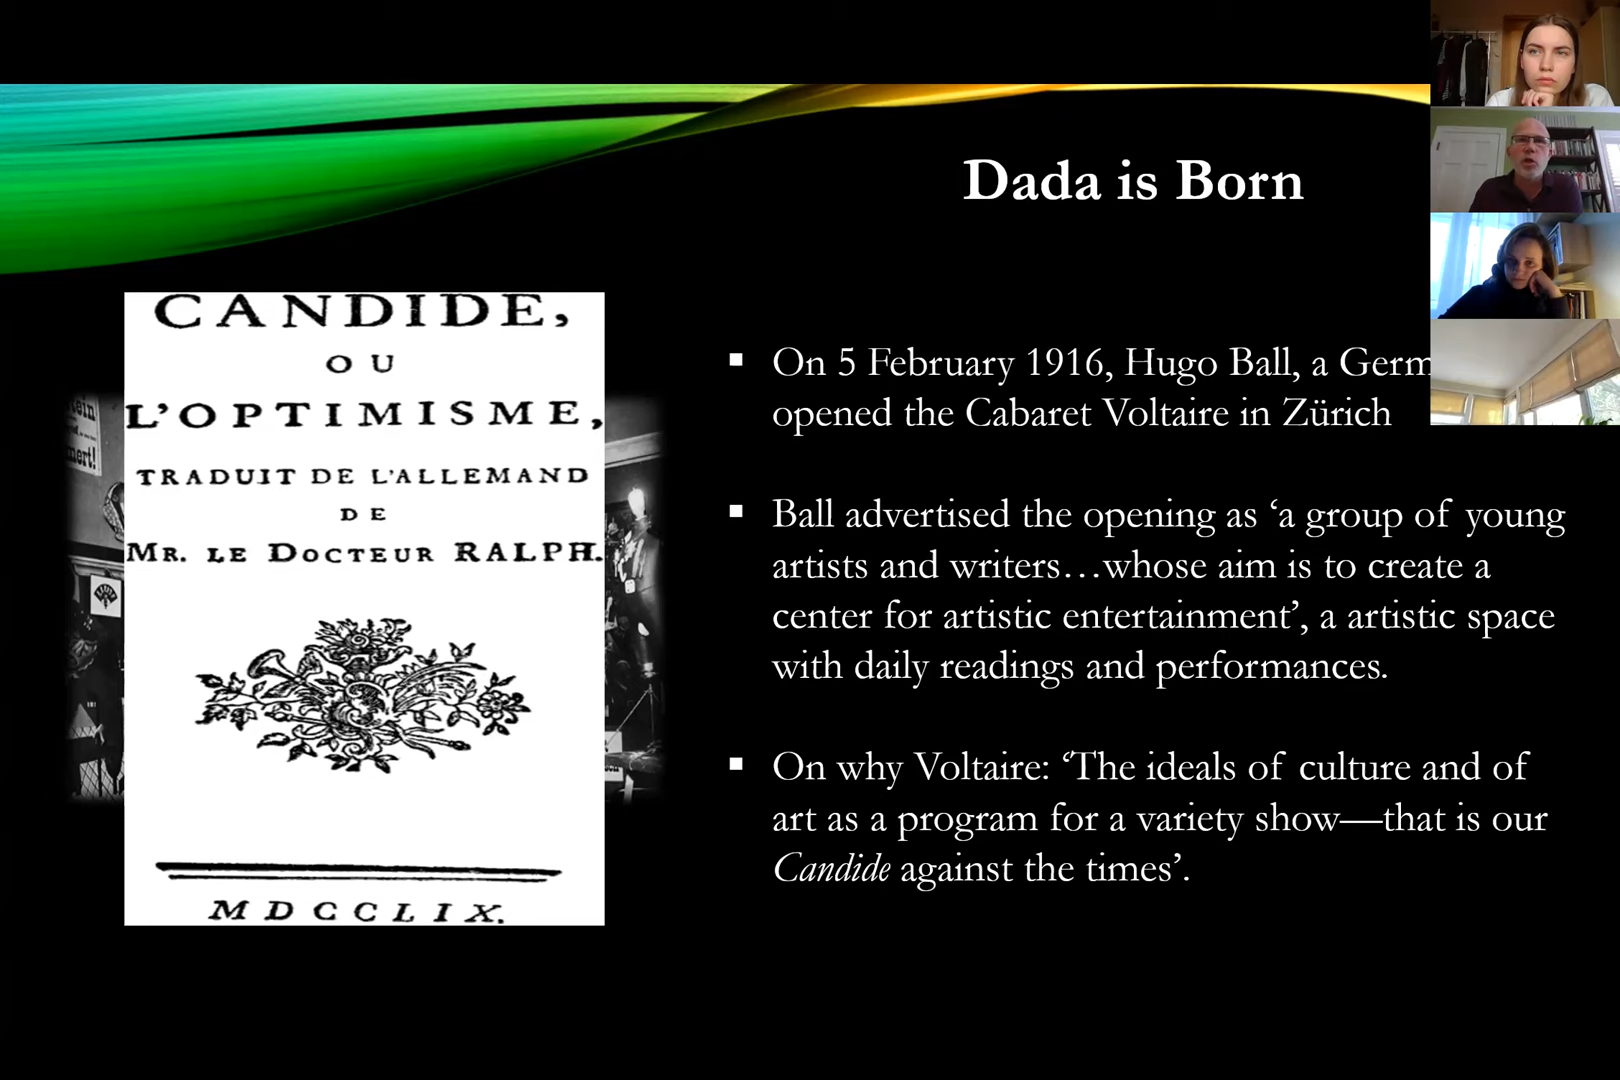 Dada is Born
CANDIDE,
OU
L'OPTIMISME,
TRADUIT DE L'ALLEMAND
DE
MR. LE DOCTEUR RALPH.
MDCCLIX.
▪ On 5 February 1916, Hugo Ball, a Germ
opened the Cabaret Voltaire in Zürich
▪ Ball advertised the opening as ‘a group of young
artists and writers…whose aim is to create a
center for artistic entertainment’, a artistic space
with daily readings and performances.
▪ On why Voltaire: ‘The ideals of culture and of
art as a program for a variety show—that is our
Candide against the times’.